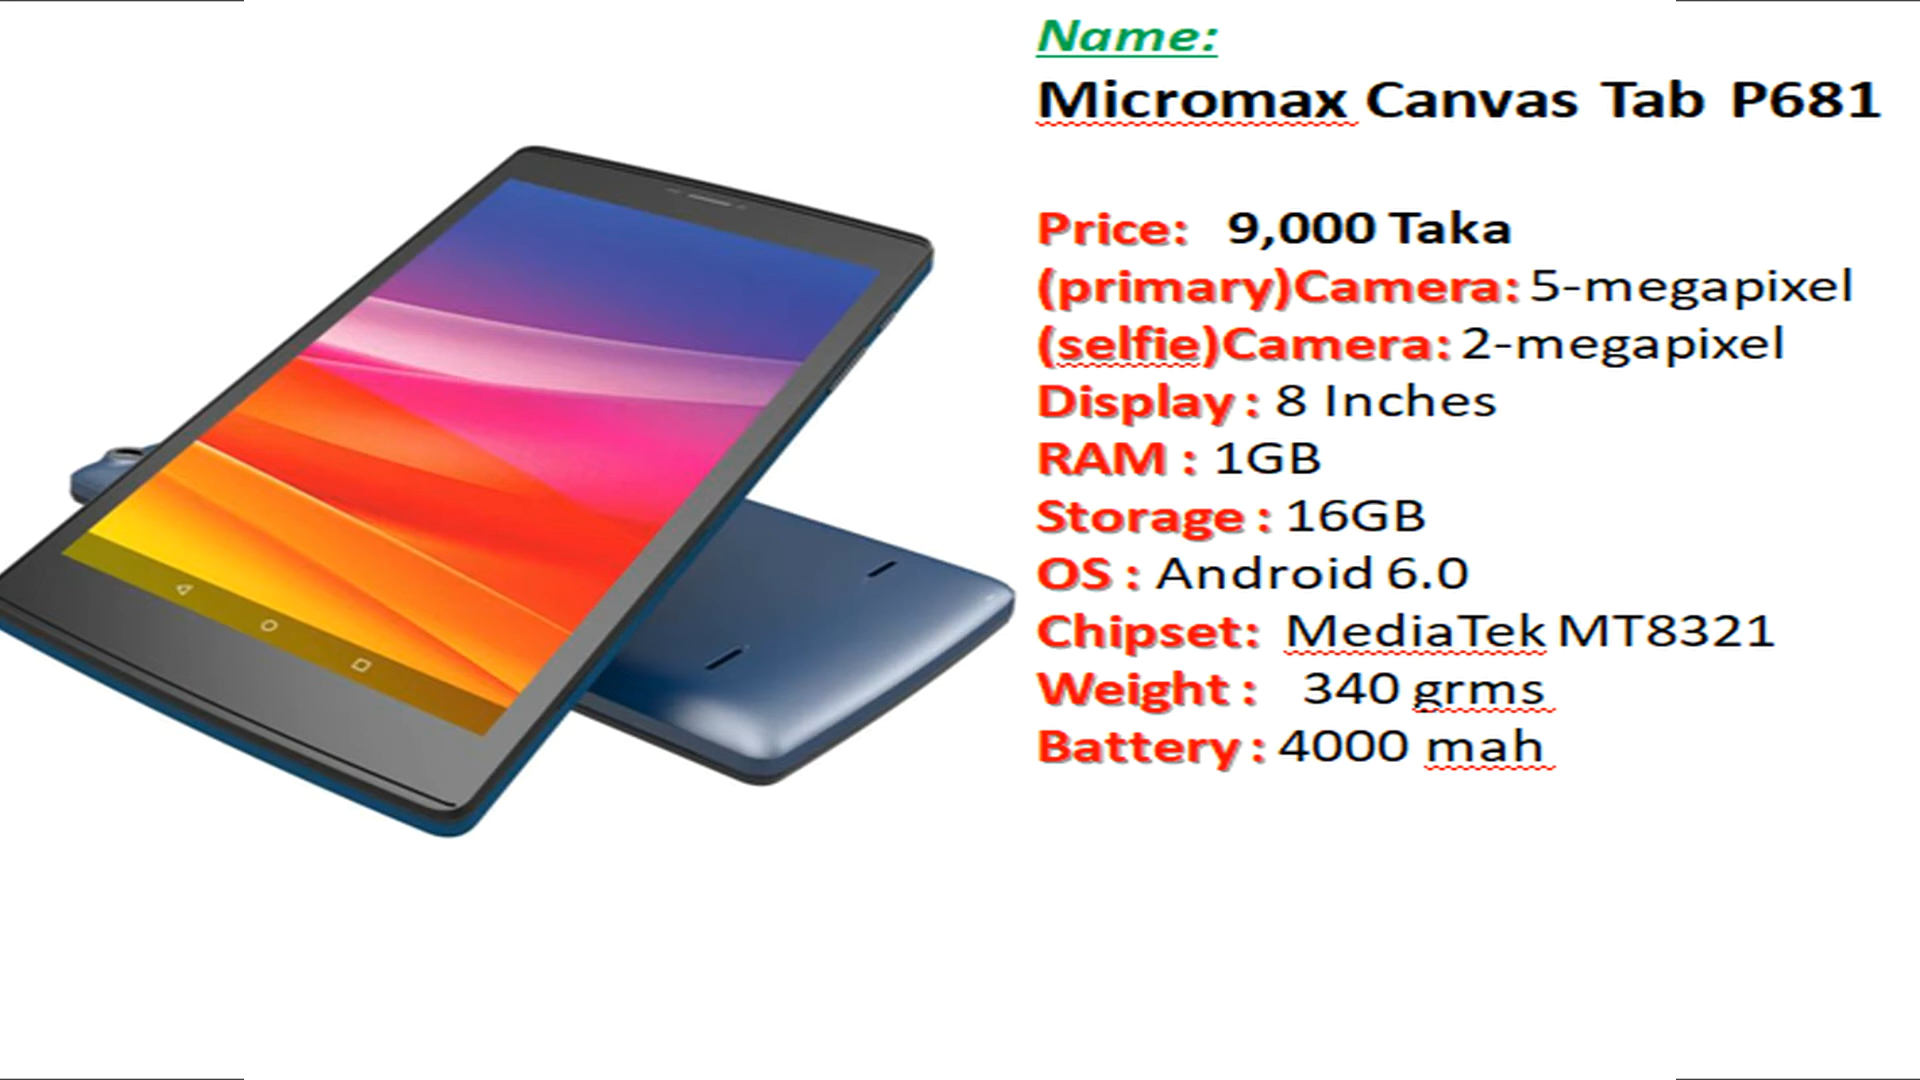 Name:
Micromax Canvas Tab P681
Price: 9,000 Taka
(primary)Camera: 5-megapixel
(selfie)Camera: 2-megapixel
Display : 8 Inches
RAM : 1GB
Storage : 16GB
OS : Android 6.0
Chipset: MediaTek MT8321
Weight : 340 grms
Battery : 4000 mah